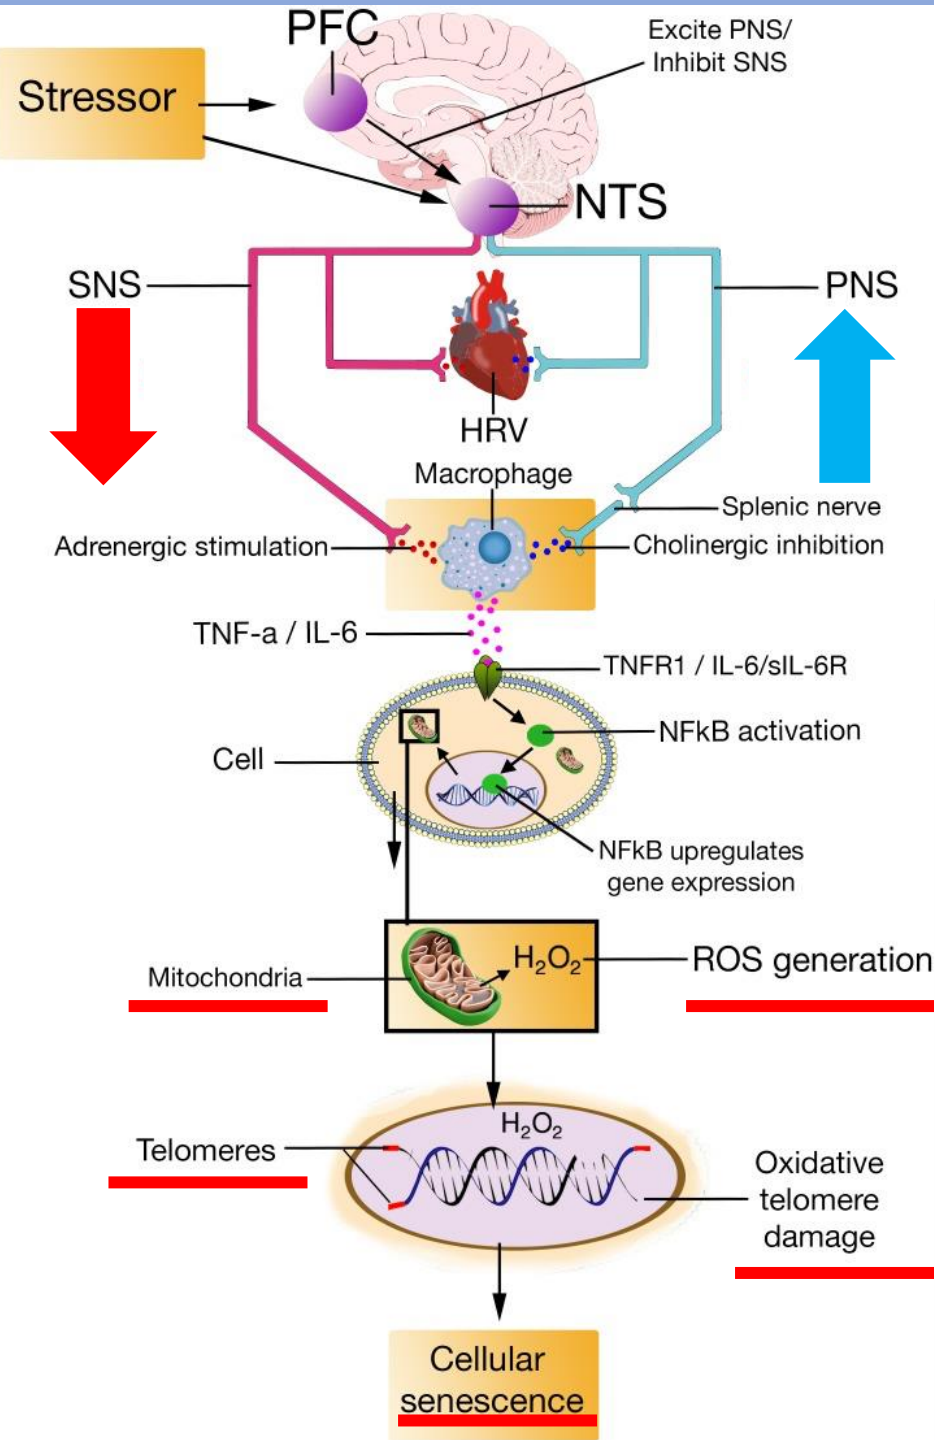 PFC
Excite PNS/
Inhibit SNS
Stressor
NTS
SNS
PNS
HRV
Macrophage
Splenic nerve
Adrenergic stimulation
Cholinergic inhibition
TNF-a / IL-6
TNFR1 / IL-6/sIL-6R
NFkB activation
Cell
NFkB upregulates
gene expression
Mitochondria
H₂O₂
ROS generation
H₂O₂
Telomeres
Oxidative
telomere
damage
Cellular
senescence